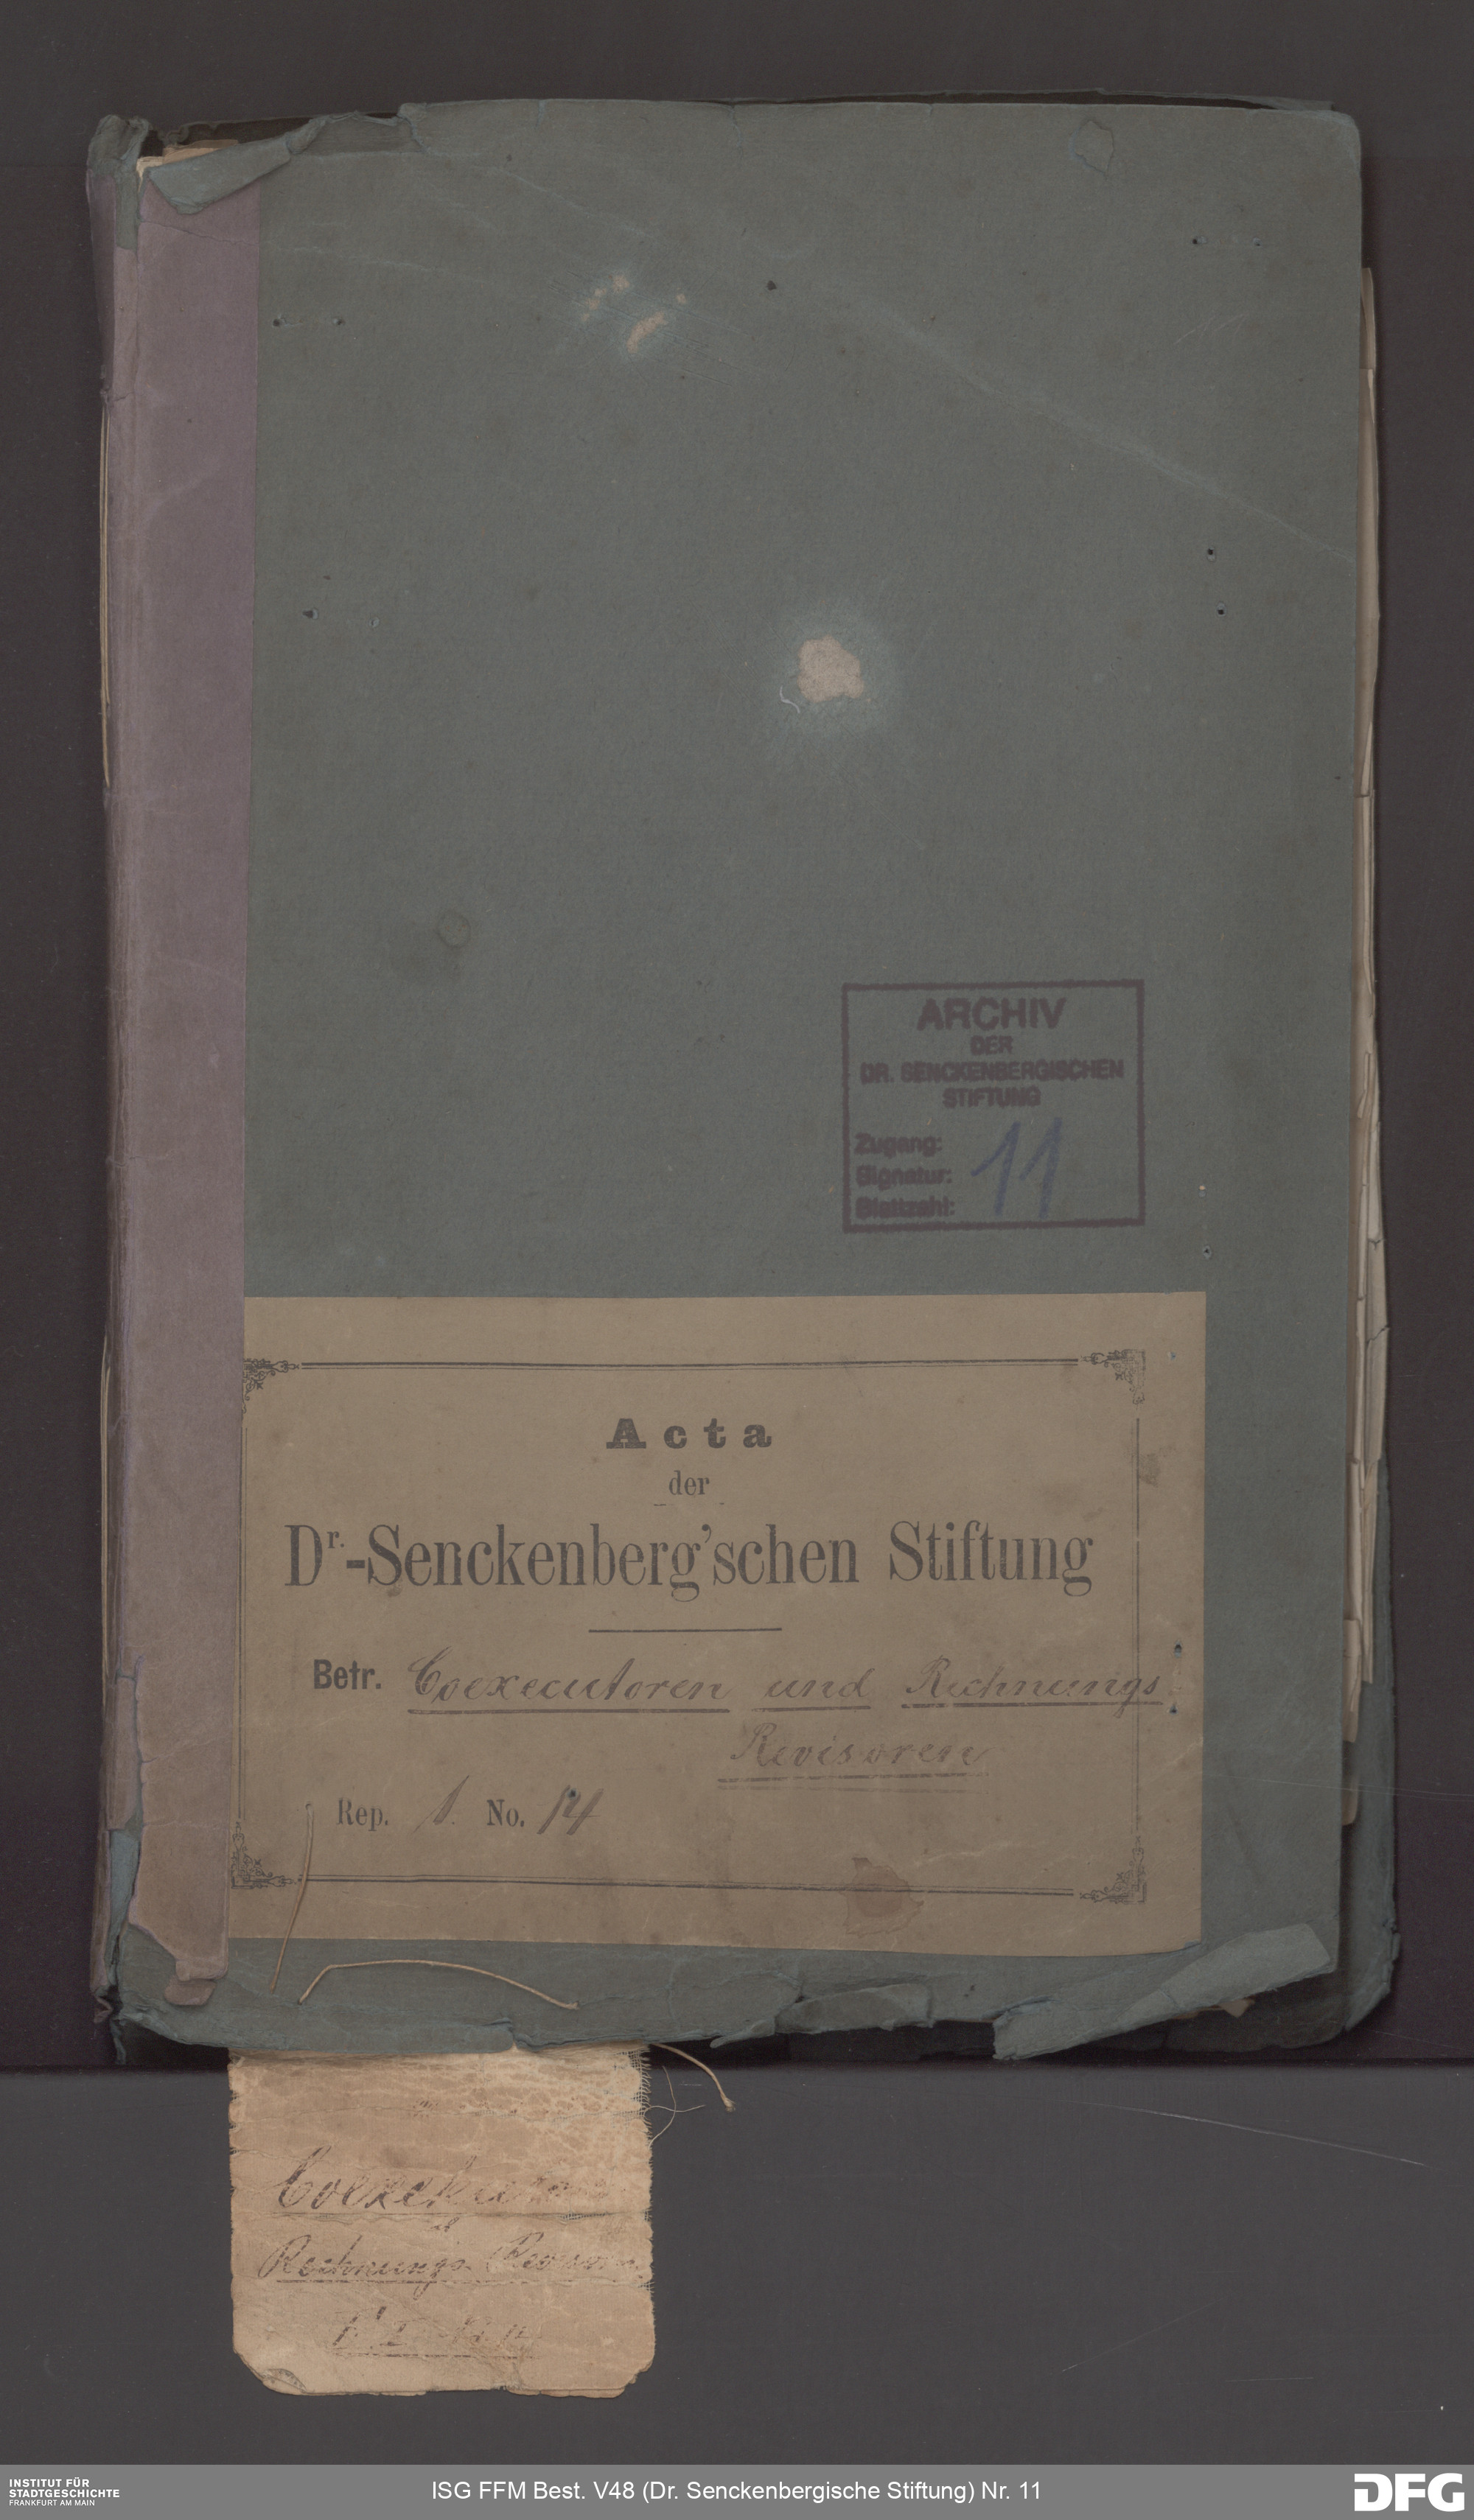 ARCHIV
DER
DR. SENCKENBERGISCHEN
STIFTUNG
Zugang:
Signatur: 11
Blattzahl:
Acta
der
Dr.-Senckenberg'schen Stiftung
Betr. Coexecutoren und Rechnungs
Revisoren
Rep. 1. No. 14
Coexekutoren
&
Rechnungs-Revisoren
INSTITUT FÜR
STADTGESCHICHTE
FRANKFURT AM MAIN
ISG FFM Best. V48 (Dr. Senckenbergische Stiftung) Nr. 11
DFG